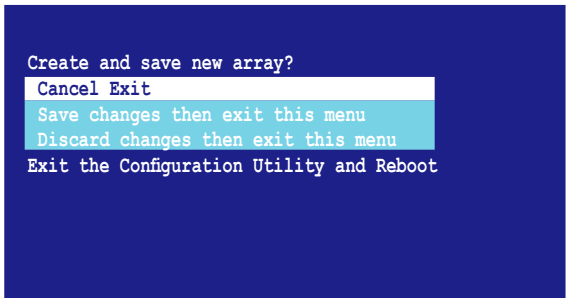 Create and save new array?
Cancel Exit
Save changes then exit this menu
Discard changes then exit this menu
Exit the Configuration Utility and Reboot